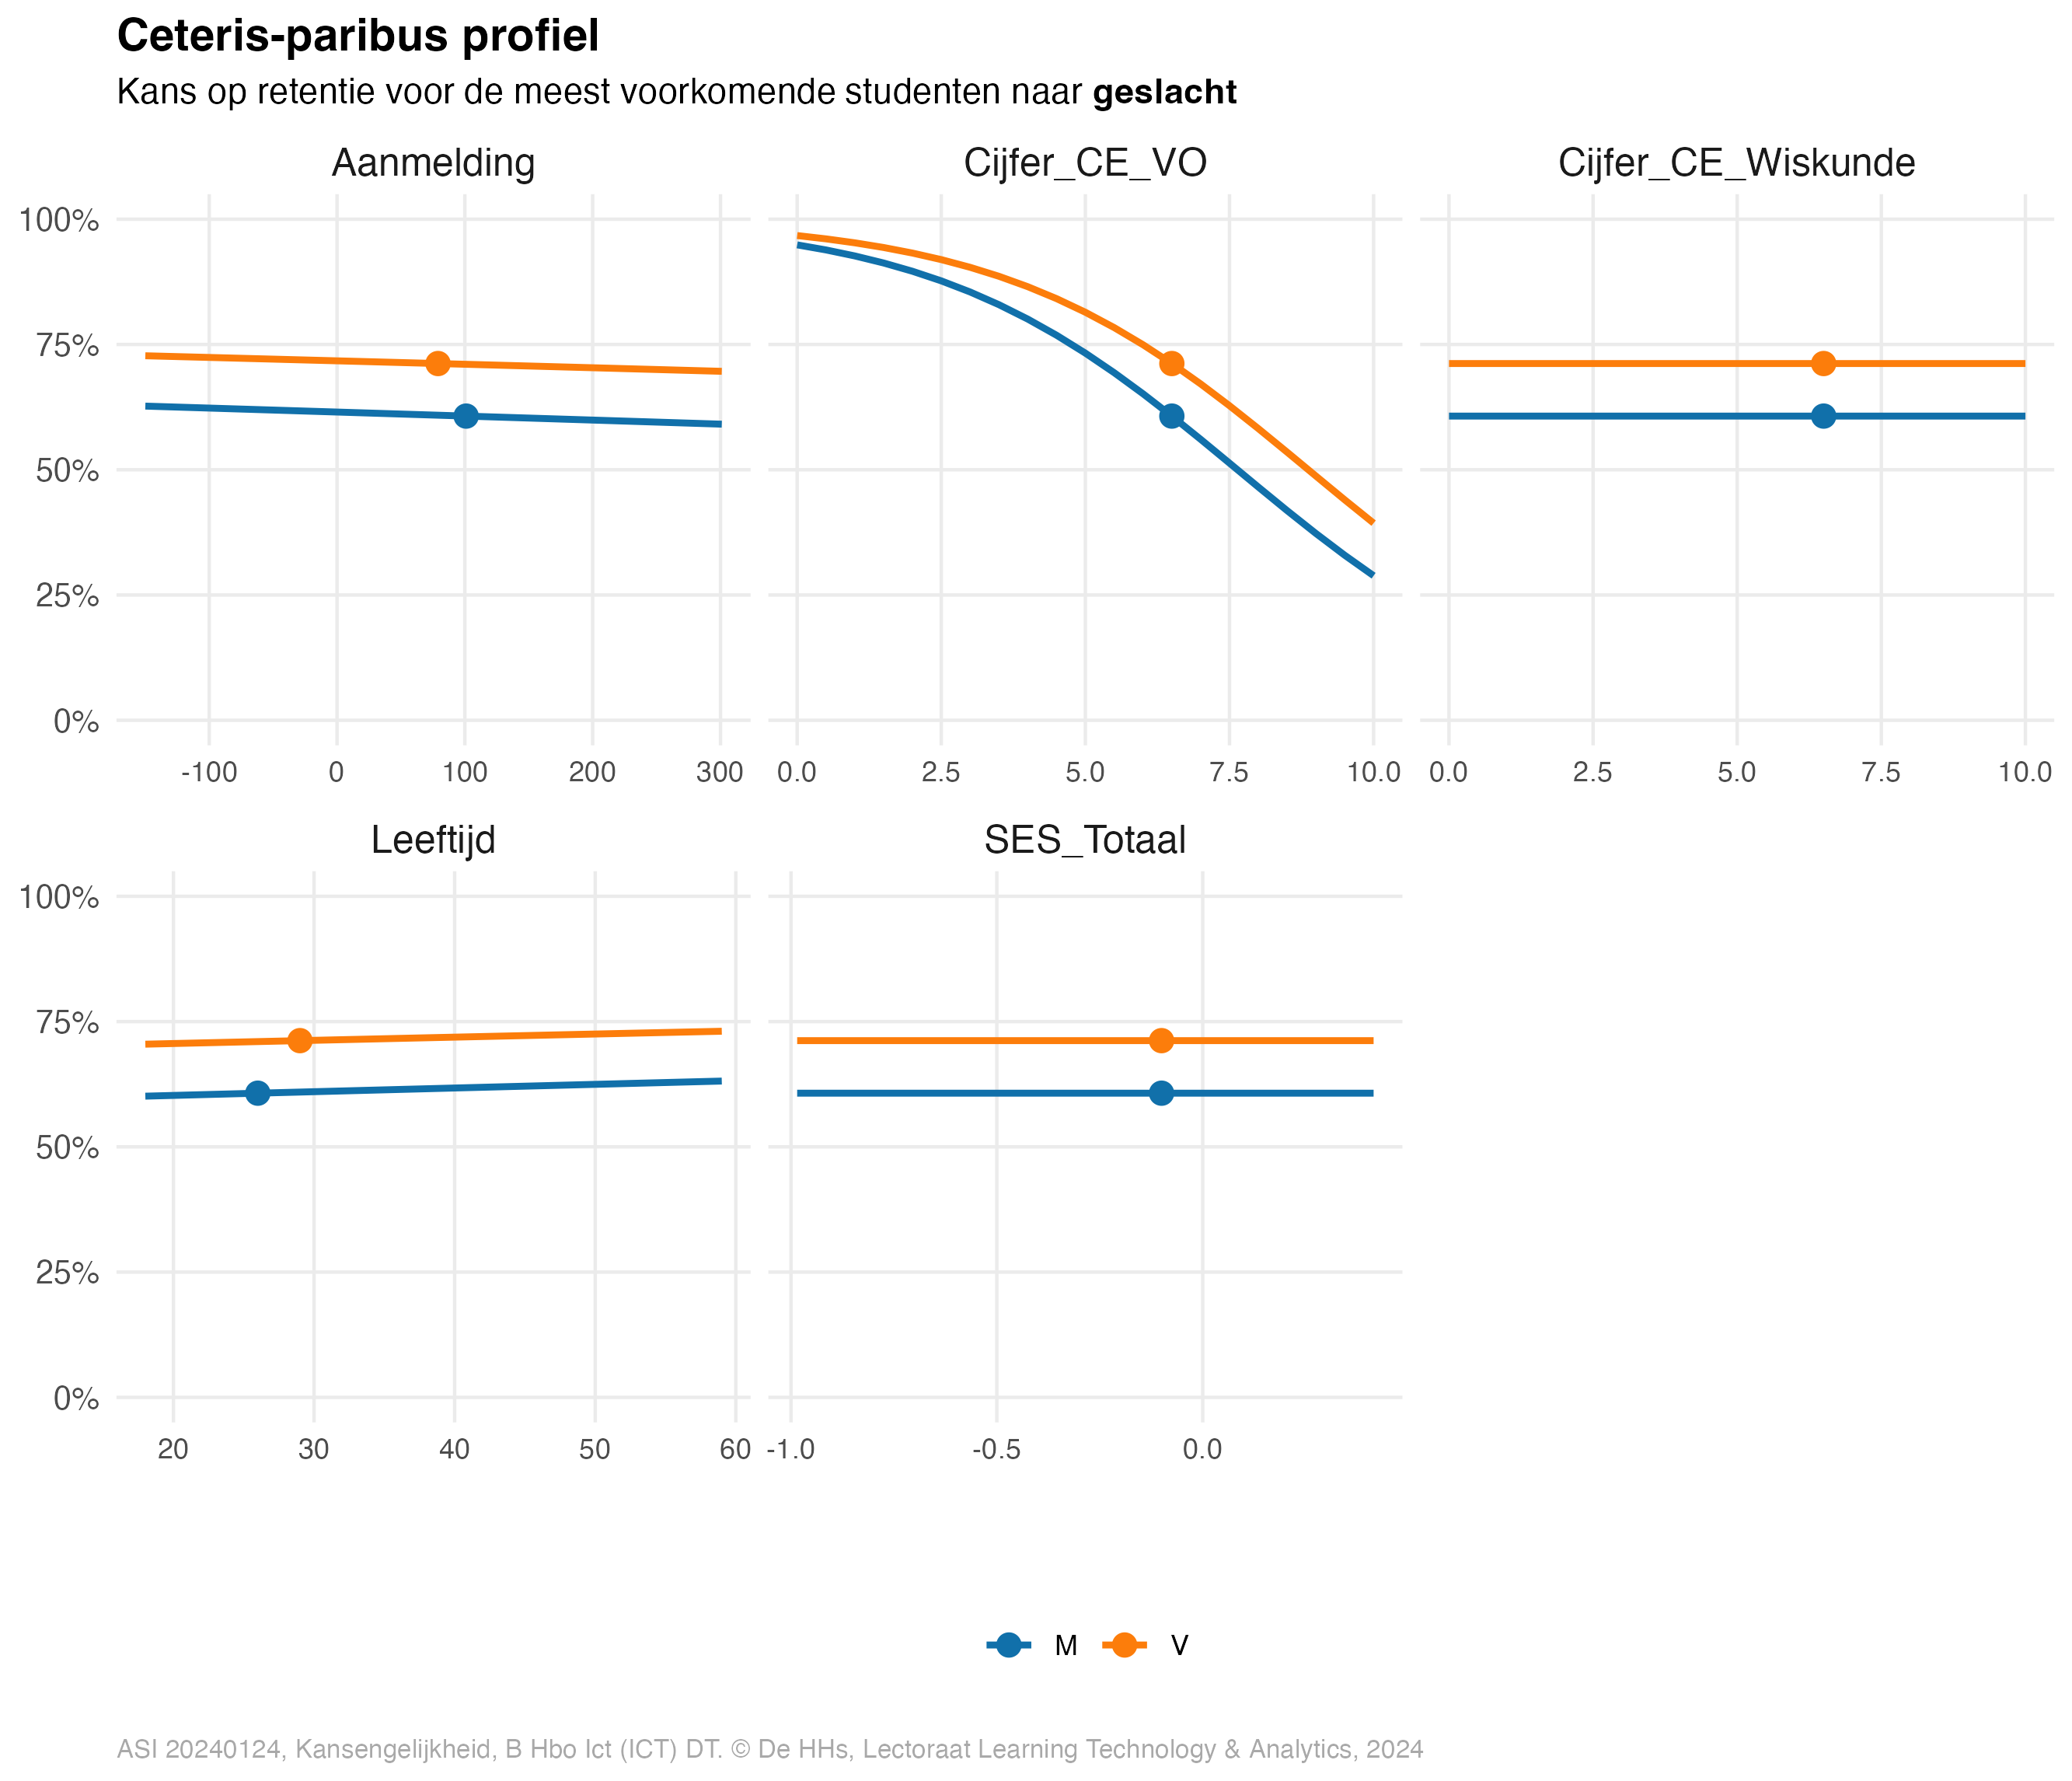 Ceteris-paribus profiel
Kans op retentie voor de meest voorkomende studenten naar geslacht
Aanmelding
Cijfer_CE_VO
Cijfer_CE_Wiskunde
100%
75%
50%
25%
0%
-100 0 100 200 300
0.0 2.5 5.0 7.5 10.0
0.0 2.5 5.0 7.5 10.0
Leeftijd
SES_Totaal
100%
75%
50%
25%
0%
20 30 40 50 60
-1.0 -0.5 0.0
M V
ASI 20240124, Kansengelijkheid, B Hbo Ict (ICT) DT. © De HHs, Lectoraat Learning Technology & Analytics, 2024